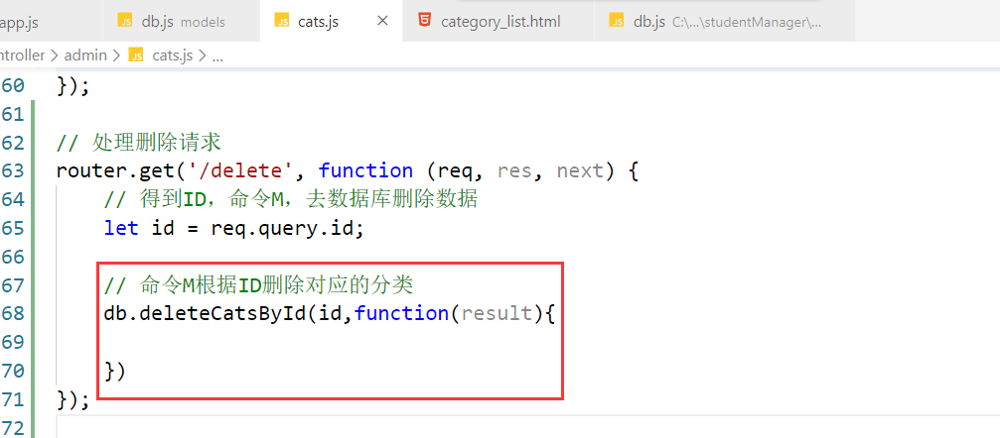 app.js db.js models cats.js category_list.html db.js C:\...\studentManager\...
ntroller > admin > cats.js > ...
60 });
61
62 // 处理删除请求
63 router.get('/delete', function (req, res, next) {
64 // 得到ID，命令M，去数据库删除数据
65 let id = req.query.id;
66
67 // 命令M根据ID删除对应的分类
68 db.deleteCatsById(id,function(result){
69
70 })
71 });
72